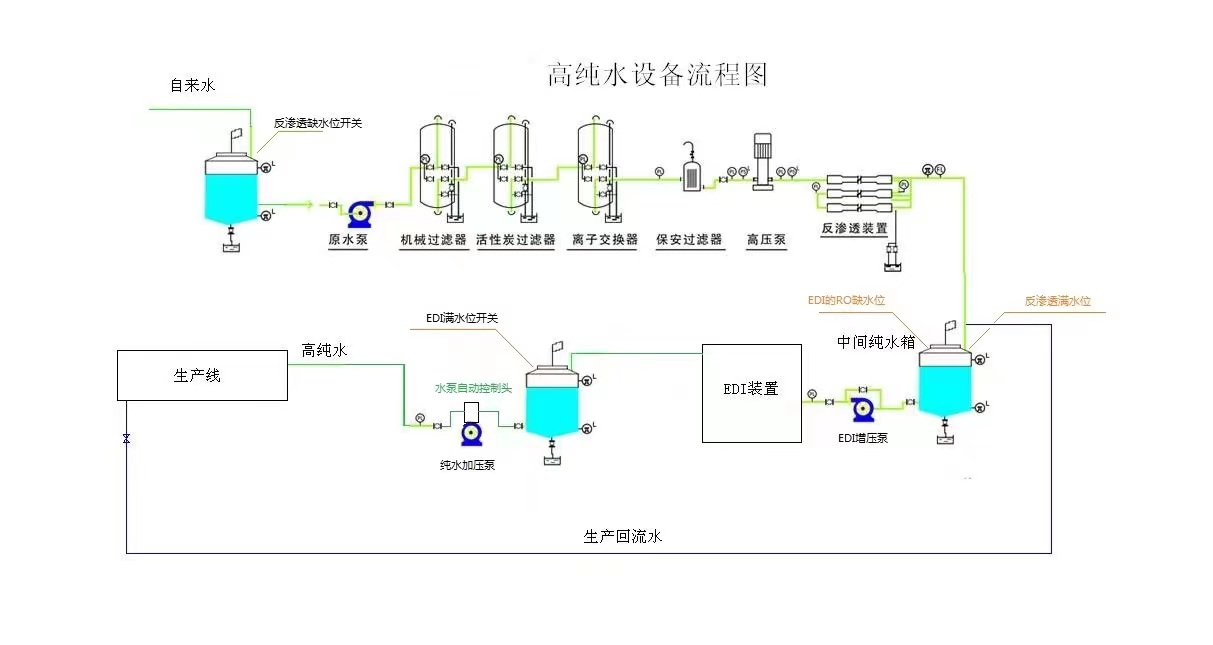 高纯水设备流程图
自来水
反渗透缺水位开关
原水泵
机械过滤器
活性炭过滤器
离子交换器
保安过滤器
高压泵
反渗透装置
EDI的RO缺水位
反渗透满水位
EDI满水位开关
中间纯水箱
高纯水
生产线
水泵自动控制头
EDI装置
EDI增压泵
纯水加压泵
生产回流水